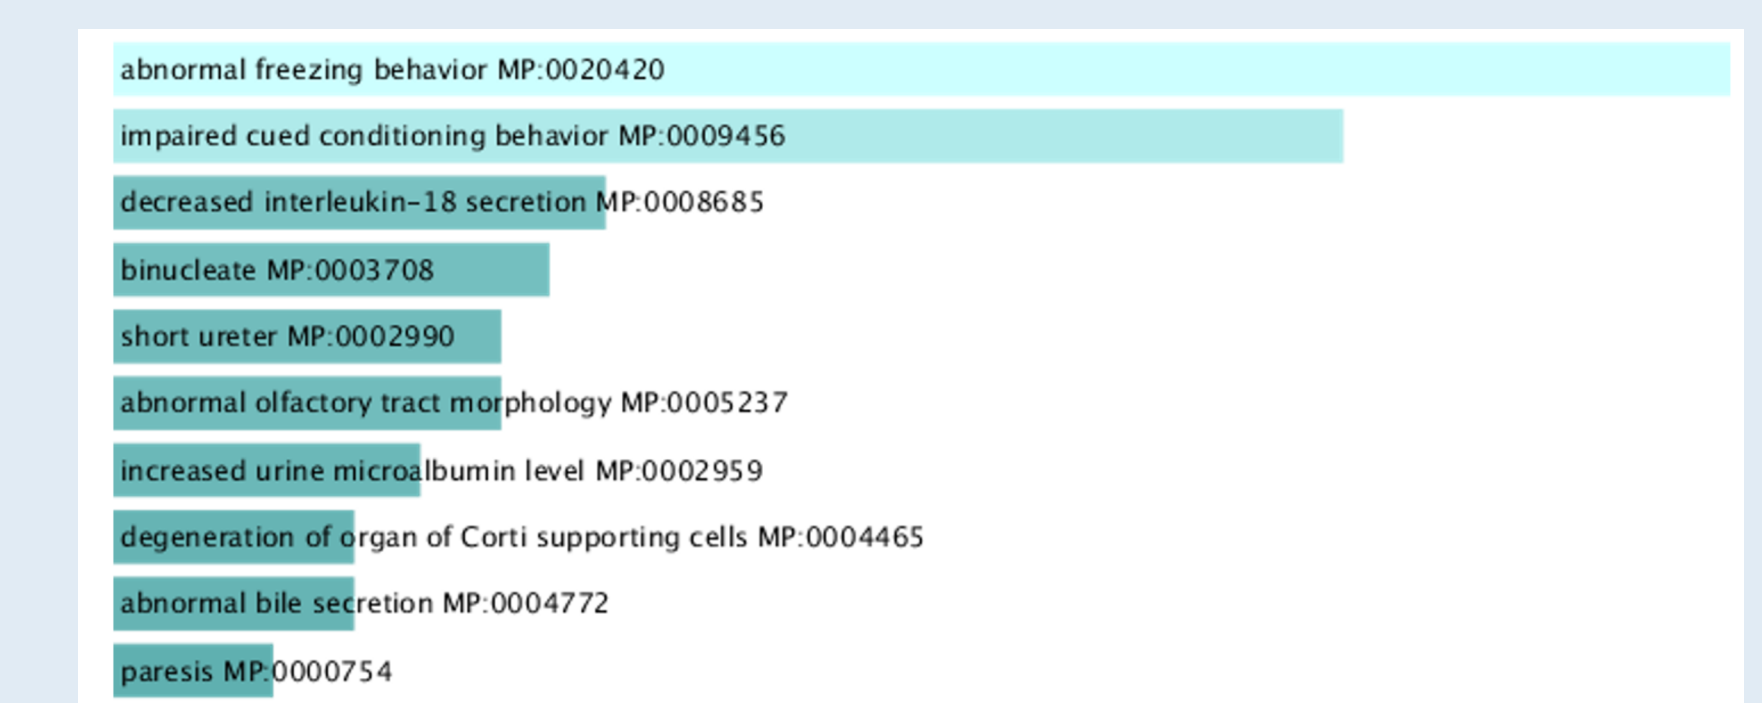 abnormal freezing behavior MP:0020420
impaired cued conditioning behavior MP:0009456
decreased interleukin-18 secretion MP:0008685
binucleate MP:0003708
short ureter MP:0002990
abnormal olfactory tract morphology MP:0005237
increased urine microalbumin level MP:0002959
degeneration of organ of Corti supporting cells MP:0004465
abnormal bile secretion MP:0004772
paresis MP:0000754